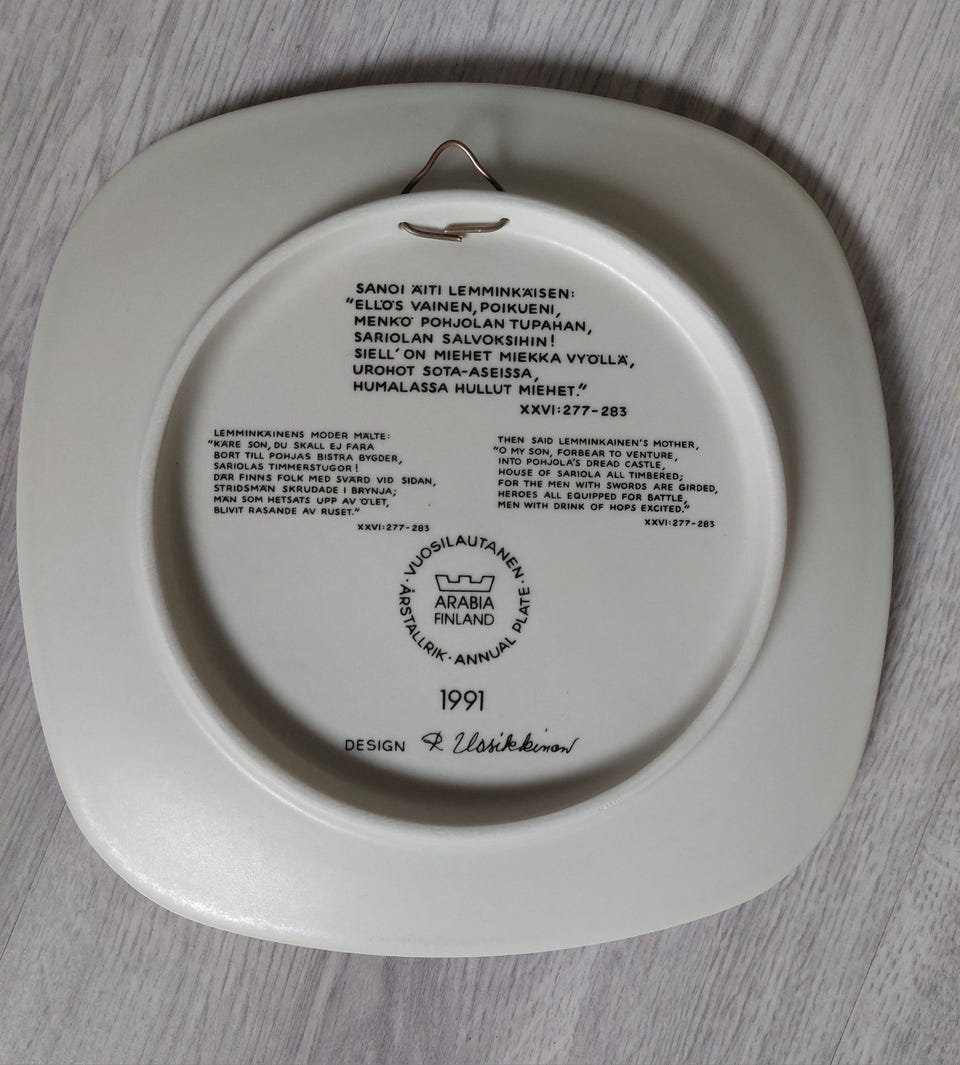 SANOI ÄITI LEMMINKÄISEN:
"ELLÖS VAINEN, POIKUENI,
MENKÖ POHJOLAN TUPAHAN,
SARIOLAN SALVOKSIHIN!
SIELL' ON MIEHET MIEKKA VYÖLLÄ,
UROHOT SOTA-ASEISSA,
HUMALASSA HULLUT MIEHET."
XXVI:277-283
LEMMINKÄINENS MODER MÄLTE:
"KÄRE SON, DU SKALL EJ FARA
BORT TILL POHJAS BISTRA BYGDER,
SARIOLAS TIMMERSTUGOR!
DÄR FINNS FOLK MED SVÄRD VID SIDAN,
STRIDSMÄN SKRUDADE I BRYNJA;
MÄN SOM HETSATS UPP AV ÖLET,
BLIVIT RASANDE AV RUSET."
XXVI:277-283
THEN SAID LEMMINKAINEN'S MOTHER,
"O MY SON, FORBEAR TO VENTURE,
INTO POHJOLA'S DREAD CASTLE,
HOUSE OF SARIOLA ALL TIMBERED;
FOR THE MEN WITH SWORDS ARE GIRDED,
HEROES ALL EQUIPPED FOR BATTLE,
MEN WITH DRINK OF HOPS EXCITED."
XXVI:277-283
· VUOSILAUTANEN · ANNUAL PLATE · ÅRSTALLRIK
ARABIA
FINLAND
1991
DESIGN R Uosikkinen